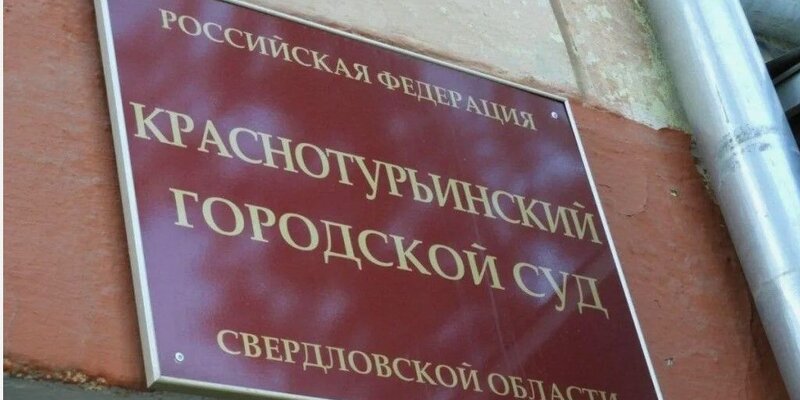 РОССИЙСКАЯ ФЕДЕРАЦИЯ
КРАСНОТУРЬИНСКИЙ
ГОРОДСКОЙ СУД
СВЕРДЛОВСКОЙ ОБЛАСТИ